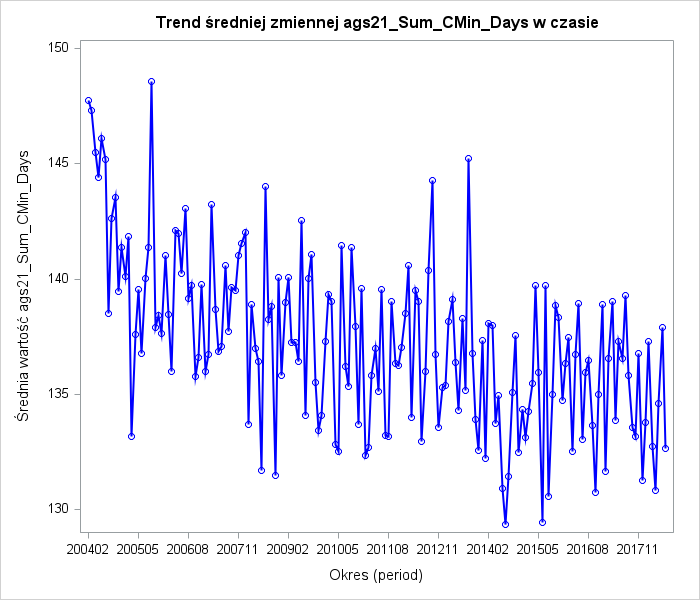 Trend średniej zmiennej ags21_Sum_CMin_Days w czasie
150
145
140
135
130
Średnia wartość ags21_Sum_CMin_Days
200402 200505 200608 200711 200902 201005 201108 201211 201402 201505 201608 201711
Okres (period)